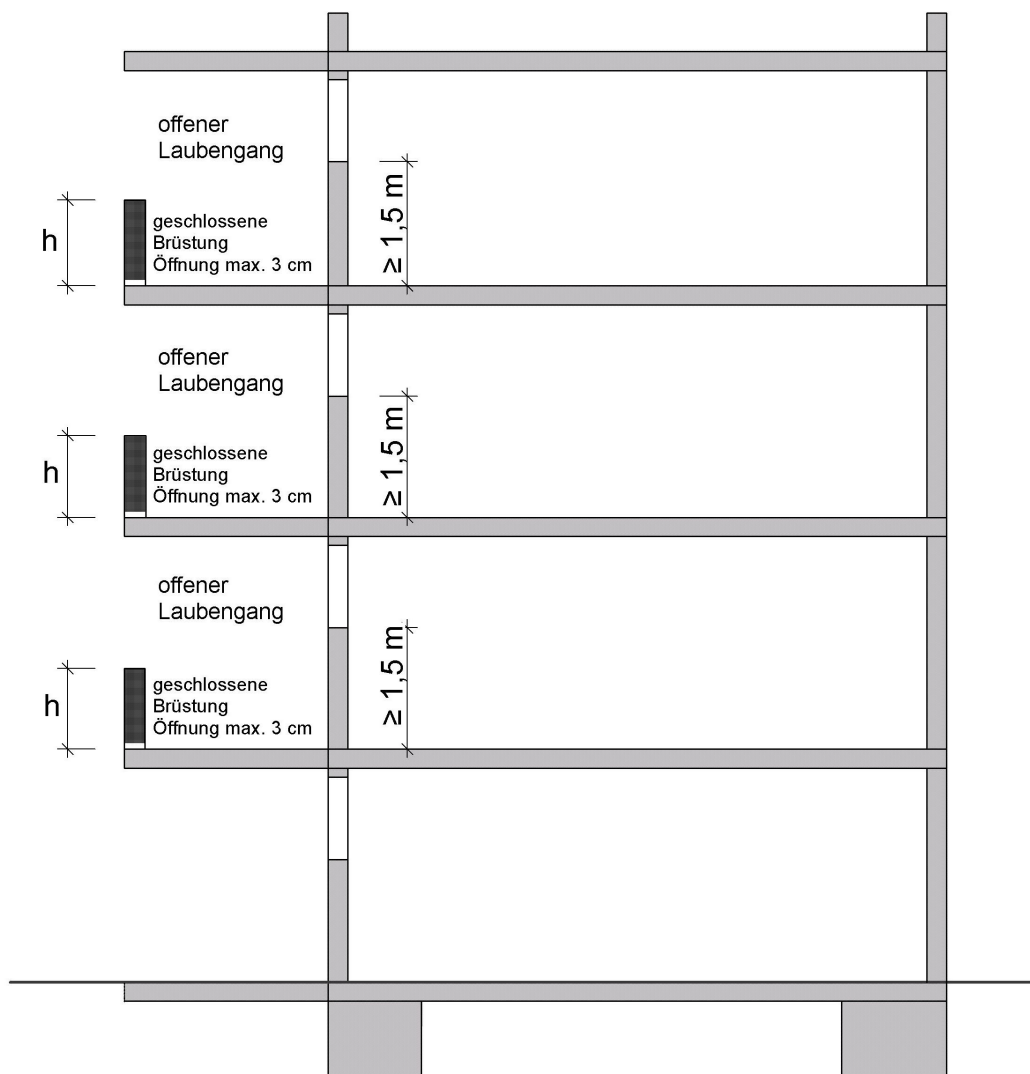 offener
Laubengang
≥ 1,5 m
h
geschlossene
Brüstung
Öffnung max. 3 cm
offener
Laubengang
≥ 1,5 m
h
geschlossene
Brüstung
Öffnung max. 3 cm
offener
Laubengang
≥ 1,5 m
h
geschlossene
Brüstung
Öffnung max. 3 cm